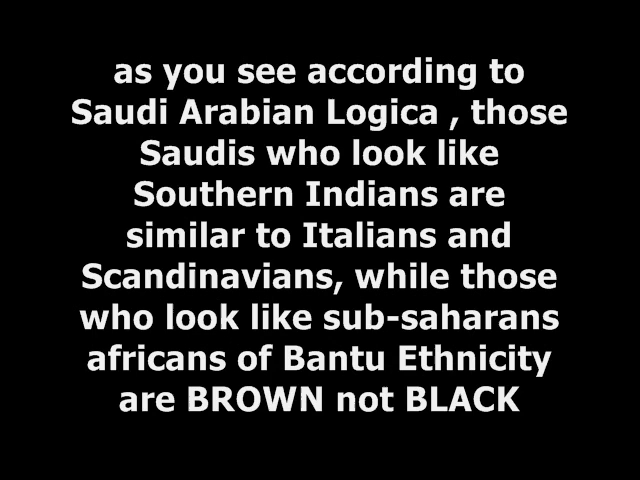 as you see according to
Saudi Arabian Logica , those
Saudis who look like
Southern Indians are
similar to Italians and
Scandinavians, while those
who look like sub-saharans
africans of Bantu Ethnicity
are BROWN not BLACK